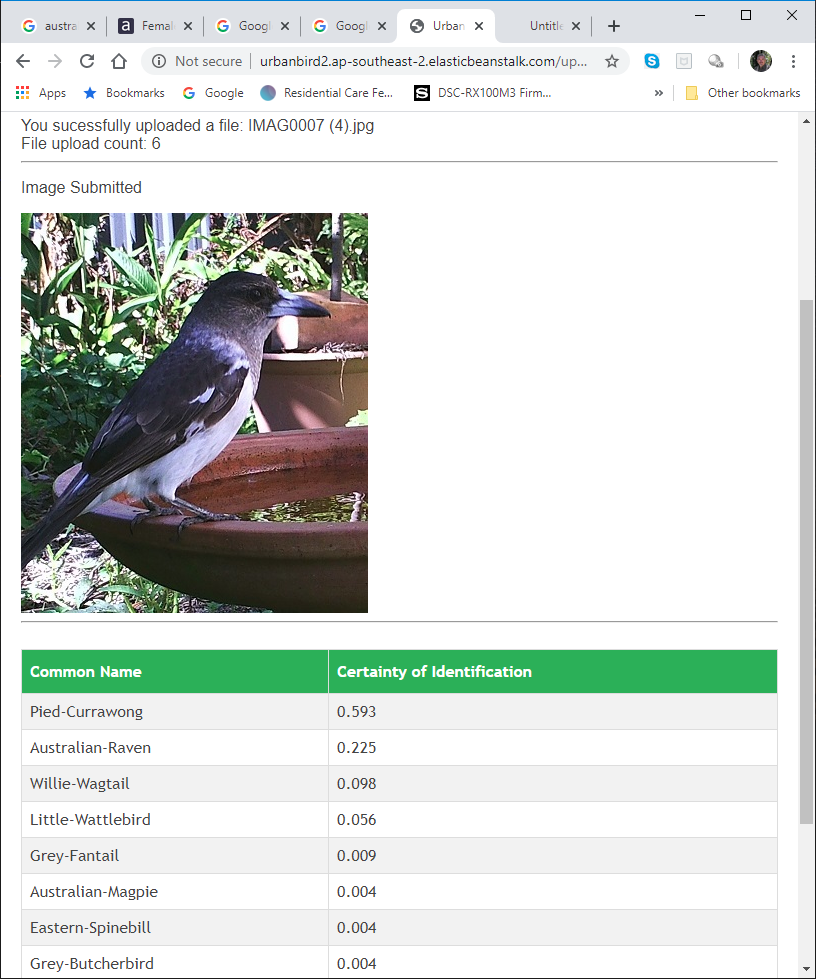 austra
Femal
Googl
Googl
Urban
Untitle
Not secure
urbanbird2.ap-southeast-2.elasticbeanstalk.com/up...
Apps
Bookmarks
Google
Residential Care Fe...
DSC-RX100M3 Firm...
Other bookmarks
You sucessfully uploaded a file: IMAG0007 (4).jpg
File upload count: 6
Image Submitted
Common Name Certainty of Identification
Pied-Currawong 0.593
Australian-Raven 0.225
Willie-Wagtail 0.098
Little-Wattlebird 0.056
Grey-Fantail 0.009
Australian-Magpie 0.004
Eastern-Spinebill 0.004
Grey-Butcherbird 0.004